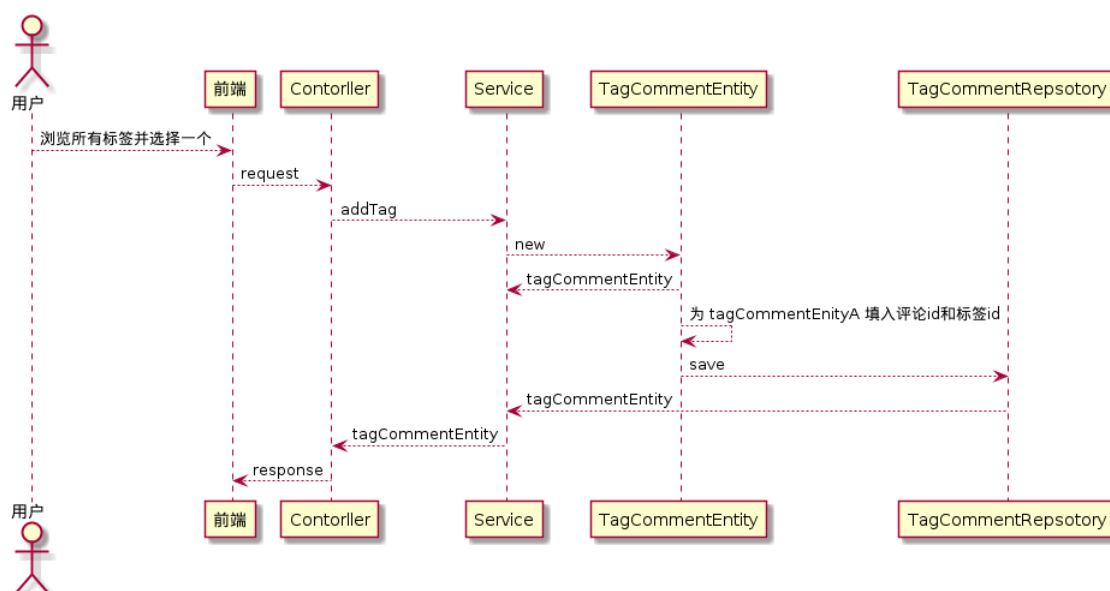 用户
前端
Contorller
Service
TagCommentEntity
TagCommentRepsotory
浏览所有标签并选择一个
request
addTag
new
tagCommentEntity
为 tagCommentEnityA 填入评论id和标签id
save
tagCommentEntity
tagCommentEntity
response
用户
前端
Contorller
Service
TagCommentEntity
TagCommentRepsotory